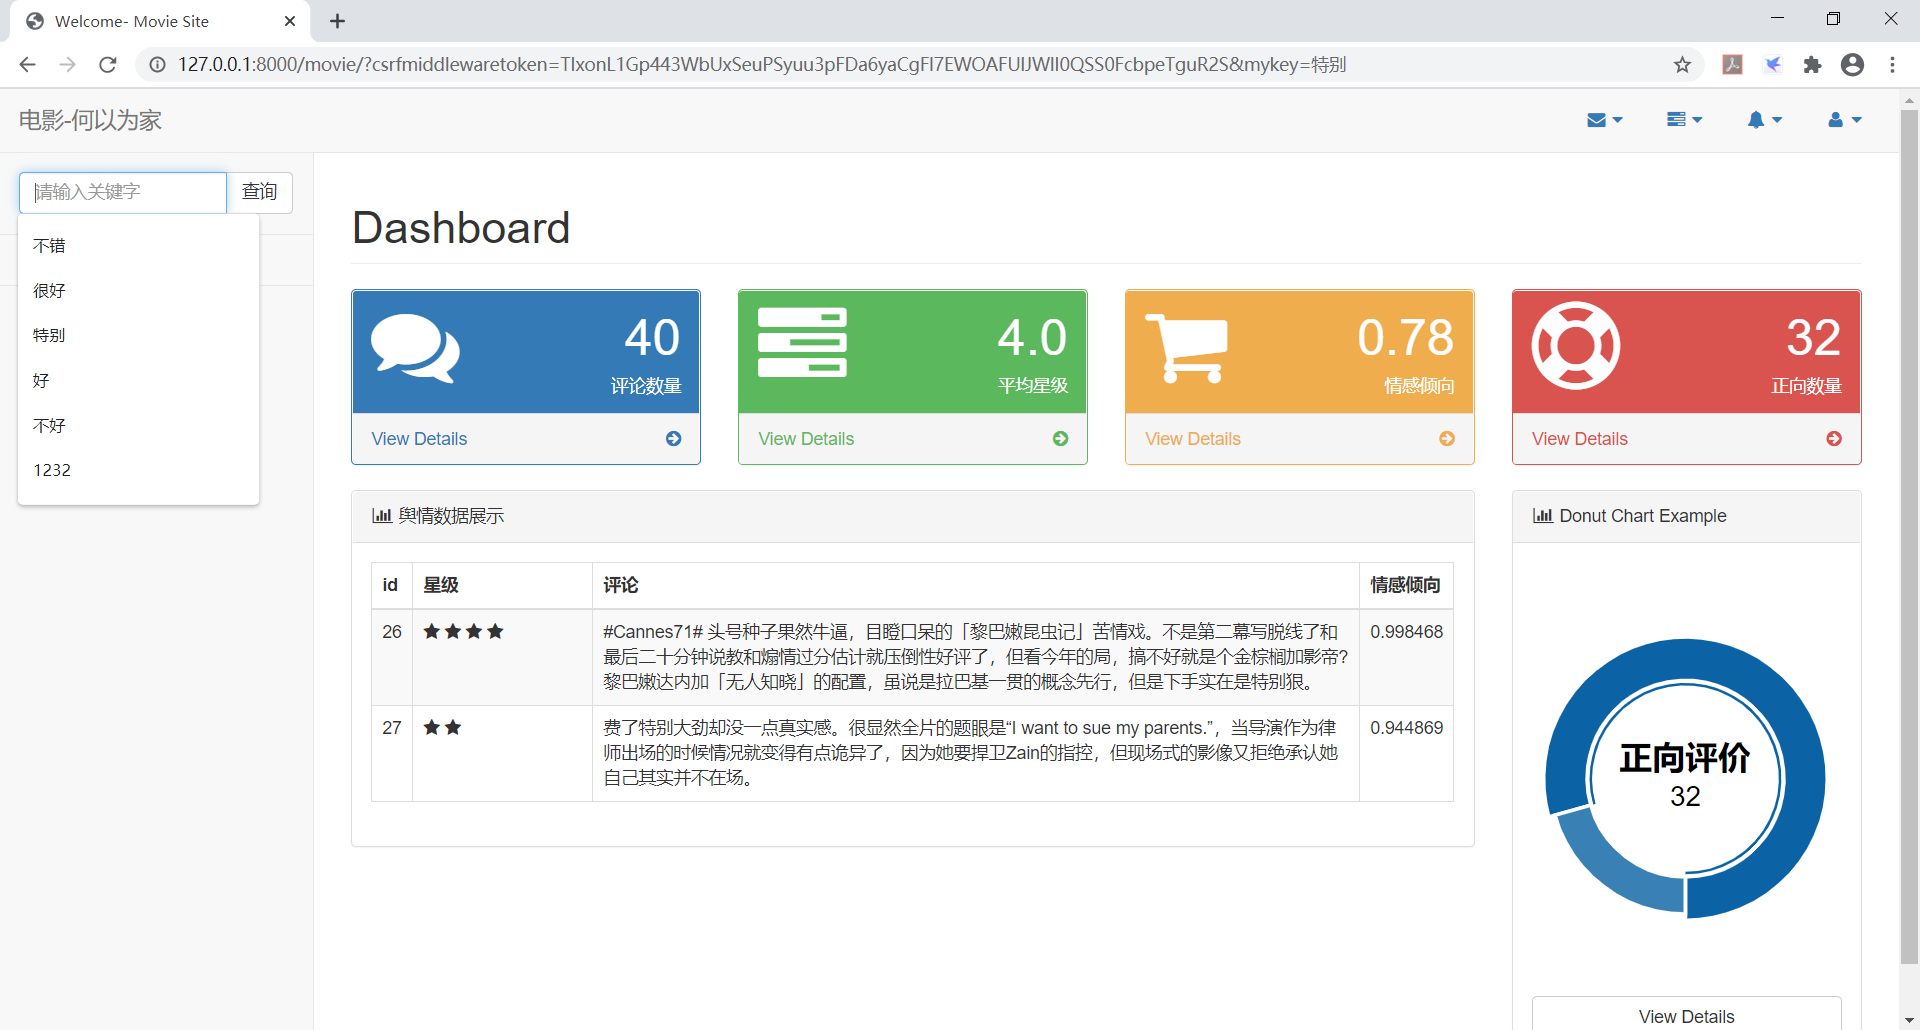 Welcome- Movie Site
127.0.0.1:8000/movie/?csrfmiddlewaretoken=TIxonL1Gp443WbUxSeuPSyuu3pFDa6yaCgFI7EWOAFUIJWII0QSS0FcbpeTguR2S&mykey=特别
电影-何以为家
请输入关键字 查询
不错
很好
特别
好
不好
1232
Dashboard
40
评论数量
View Details
4.0
平均星级
View Details
0.78
情感倾向
View Details
32
正向数量
View Details
舆情数据展示
id 星级 评论 情感倾向
26 #Cannes71# 头号种子果然牛逼，目瞪口呆的「黎巴嫩昆虫记」苦情戏。不是第二幕写脱线了和 0.998468
最后二十分钟说教和煽情过分估计就压倒性好评了，但看今年的局，搞不好就是个金棕榈加影帝?
黎巴嫩达内加「无人知晓」的配置，虽说是拉巴基一贯的概念先行，但是下手实在是特别狠。
27 费了特别大劲却没一点真实感。很显然全片的题眼是“I want to sue my parents.”，当导演作为律 0.944869
师出场的时候情况就变得有点诡异了，因为她要捍卫Zain的指控，但现场式的影像又拒绝承认她
自己其实并不在场。
Donut Chart Example
正向评价
32
View Details